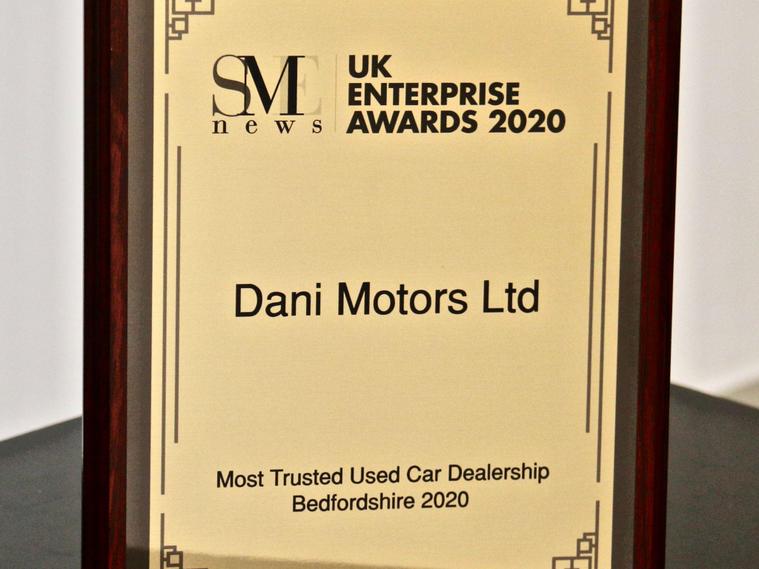 SME
news
UK
ENTERPRISE
AWARDS 2020
Dani Motors Ltd
Most Trusted Used Car Dealership
Bedfordshire 2020